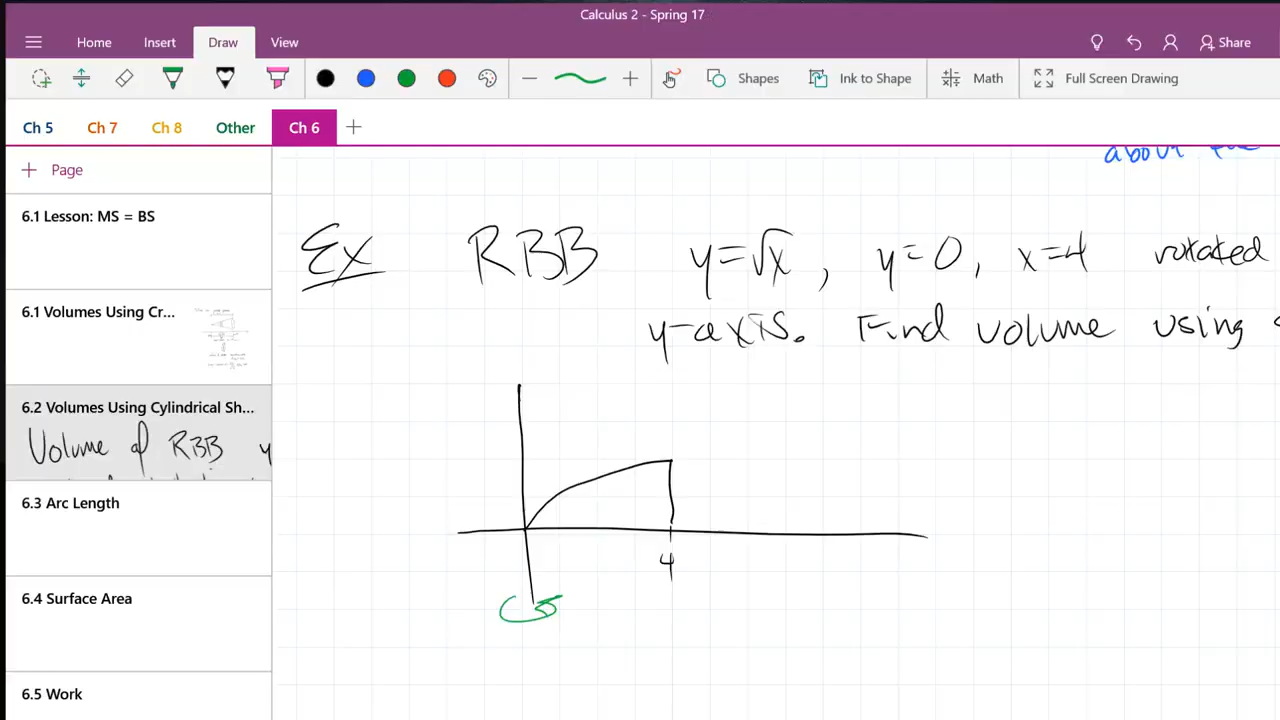 Calculus 2 - Spring 17
Home Insert Draw View Share
Shapes Ink to Shape Math Full Screen Drawing
Ch 5 Ch 7 Ch 8 Other Ch 6
Page
about the
6.1 Lesson: MS = BS
Ex RBB y=√x, y=0, x=4 rotated
6.1 Volumes Using Cr...
y-axis. Find volume using
6.2 Volumes Using Cylindrical Sh...
Volume of RBB y
6.3 Arc Length
4
6.4 Surface Area
6.5 Work